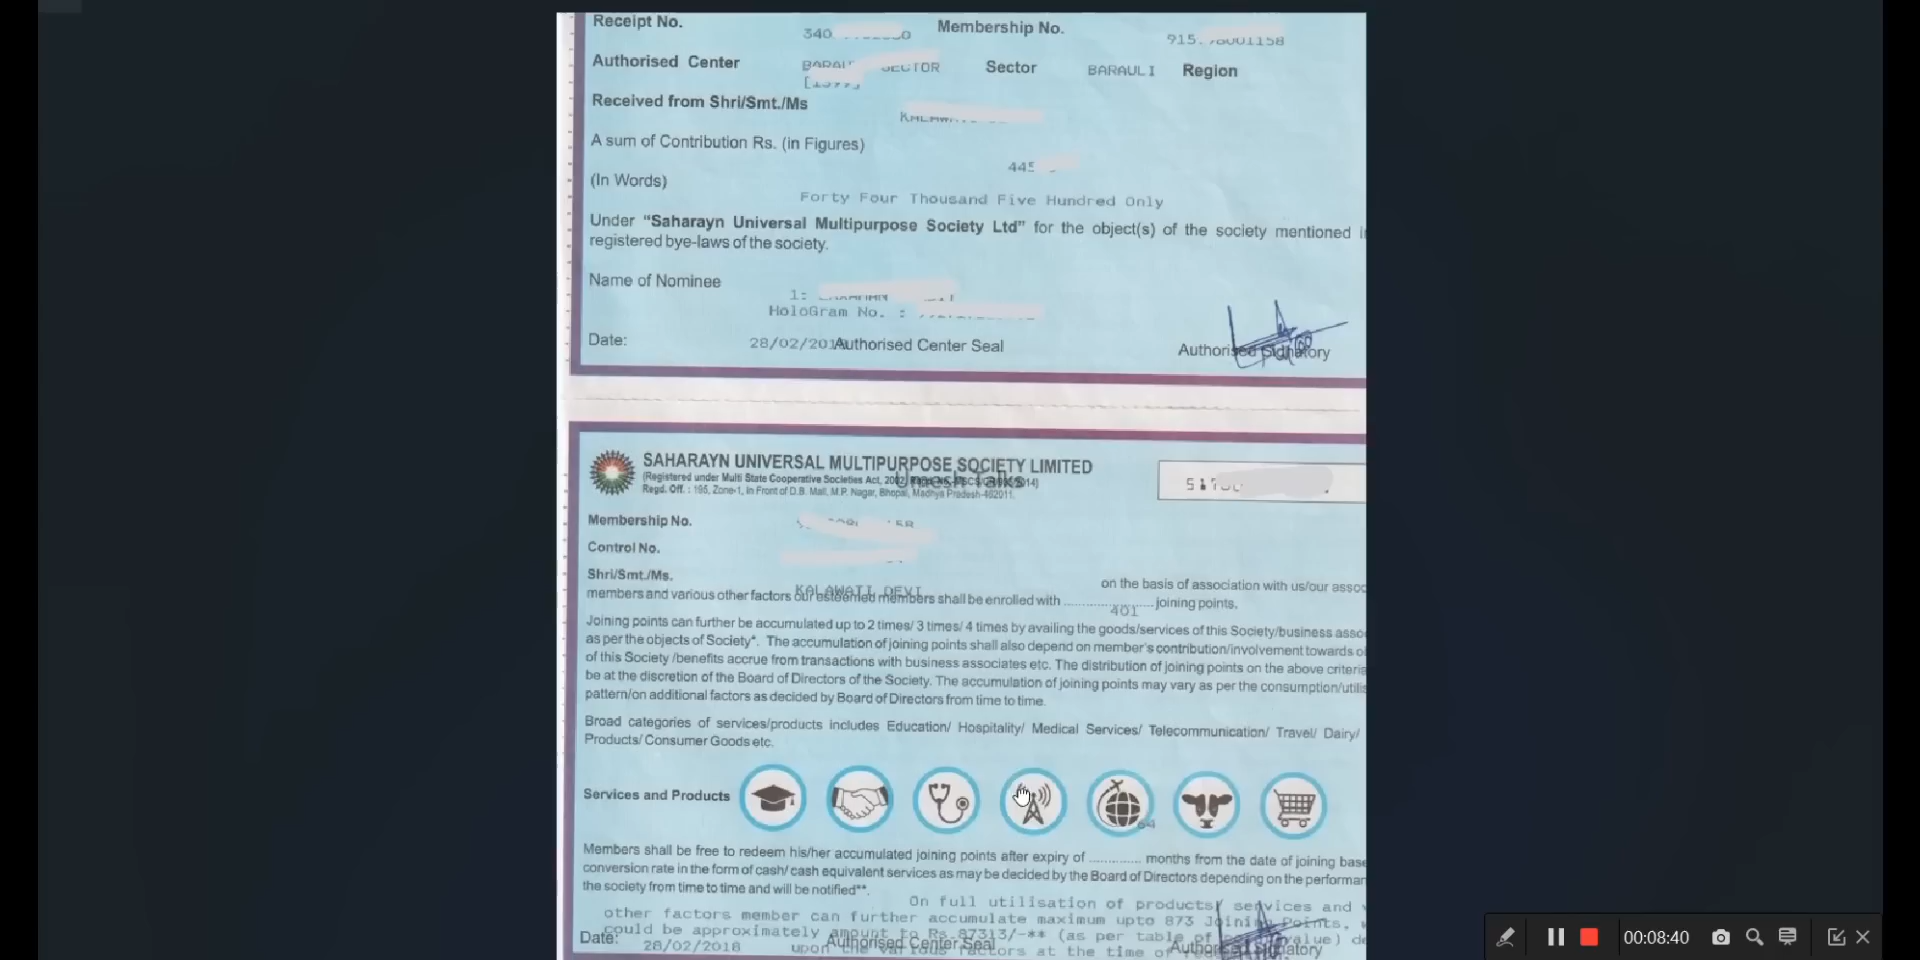 Receipt No. Membership No.
340
915. 1158
Authorised Center SECTOR Sector BARAULI Region
Received from Shri/Smt./Ms
A sum of Contribution Rs. (in Figures)
445
(In Words)
Forty Four Thousand Five Hundred Only
Under "Saharayn Universal Multipurpose Society Ltd" for the object(s) of the society mentioned
registered bye-laws of the society.
Name of Nominee
1:
HoloGram No. :
Date: 28/02/201 Authorised Center Seal Authorised Signatory
SAHARAYN UNIVERSAL MULTIPURPOSE SOCIETY LIMITED
(Registered under Multi State Cooperative Societies Act, 2002,
Umesh Talks
Regd. Off. : 195, Zone-1, In Front of D.B. Mall, M.P. Nagar, Bhopal, Madhya Pradesh-462011.
Membership No.
Control No.
Shri/Smt./Ms. KALAWATI DEVI on the basis of association with us/our
members and various other factors our esteemed members shall be enrolled with .............. joining points.
401
Joining points can further be accumulated up to 2 times/ 3 times/ 4 times by availing the goods/services of this Society/business
as per the objects of Society*. The accumulation of joining points shall also depend on member's contribution/involvement towards
of this Society /benefits accrue from transactions with business associates etc. The distribution of joining points on the above criteria
be at the discretion of the Board of Directors of the Society. The accumulation of joining points may vary as per the consumption/
pattern/on additional factors as decided by Board of Directors from time to time.
Broad categories of services/products includes Education/ Hospitality/ Medical Services/ Telecommunication/ Travel/ Dairy/
Products/ Consumer Goods etc.
Services and Products
64
Members shall be free to redeem his/her accumulated joining points after expiry of ............. months from the date of joining
conversion rate in the form of cash/ cash equivalent services as may be decided by the Board of Directors depending on the
the society from time to time and will be notified**.
On full utilisation of products/ services and
other factors member can further accumulate maximum upto 873 Joining Points,
could be approximately amount to Rs.87313/-** (as per table of value)
Date: 28/02/2018 upon the various factors at the time of
Authorised Center Seal Authorised Signatory
00:08:40